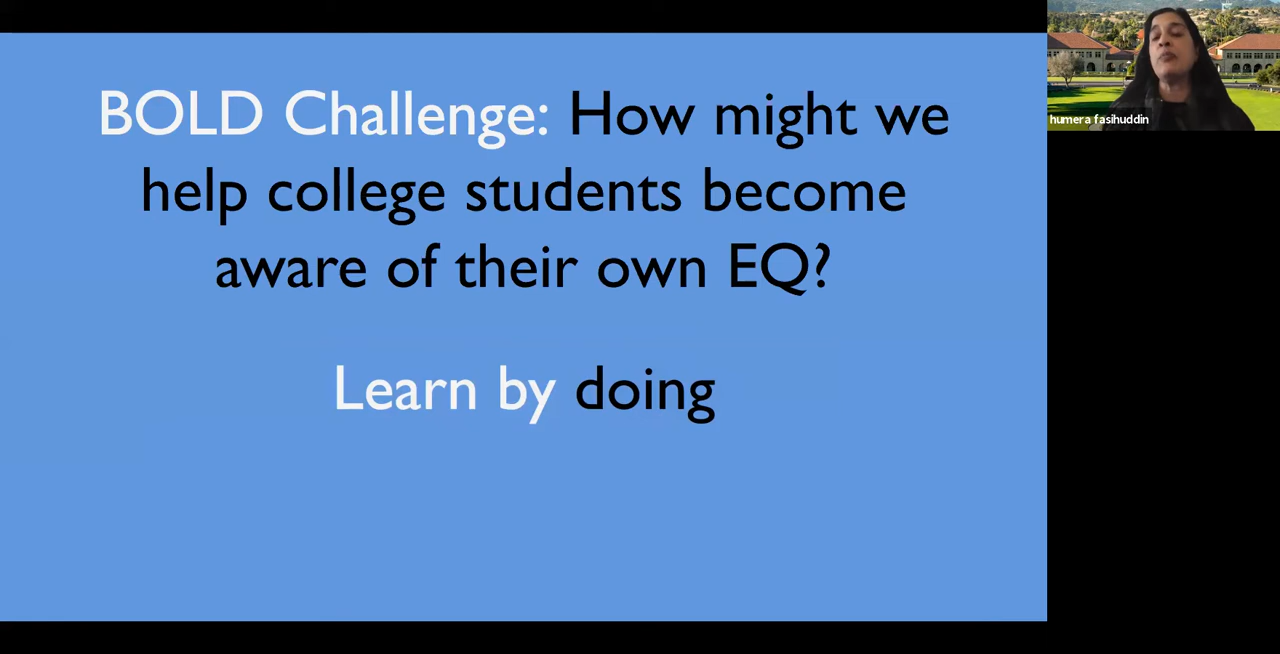 BOLD Challenge: How might we
help college students become
aware of their own EQ?
Learn by doing
humera fasihuddin